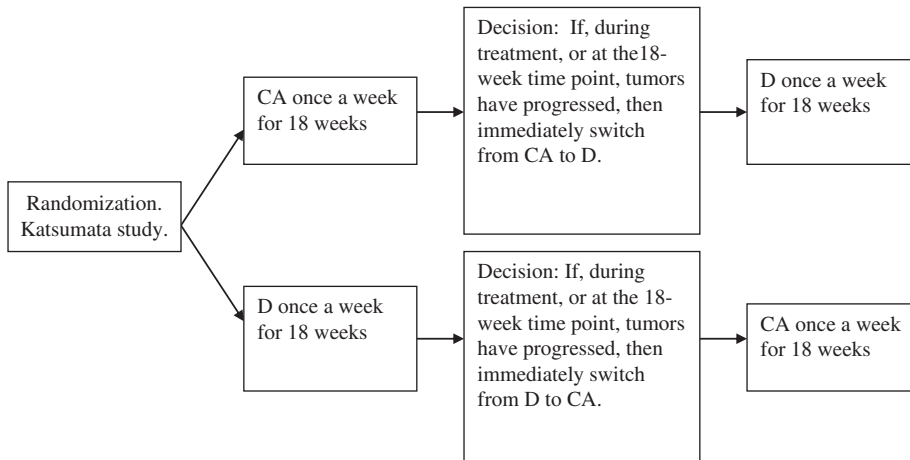 Randomization.
Katsumata study.
CA once a week
for 18 weeks
Decision:  If, during
treatment, or at the18-
week time point, tumors
have progressed, then
immediately switch
from CA to D.
D once a week
for 18 weeks
D once a week
for 18 weeks
Decision: If, during
treatment, or at the 18-
week time point, tumors
have progressed, then
immediately switch
from D to CA.
CA once a week
for 18 weeks